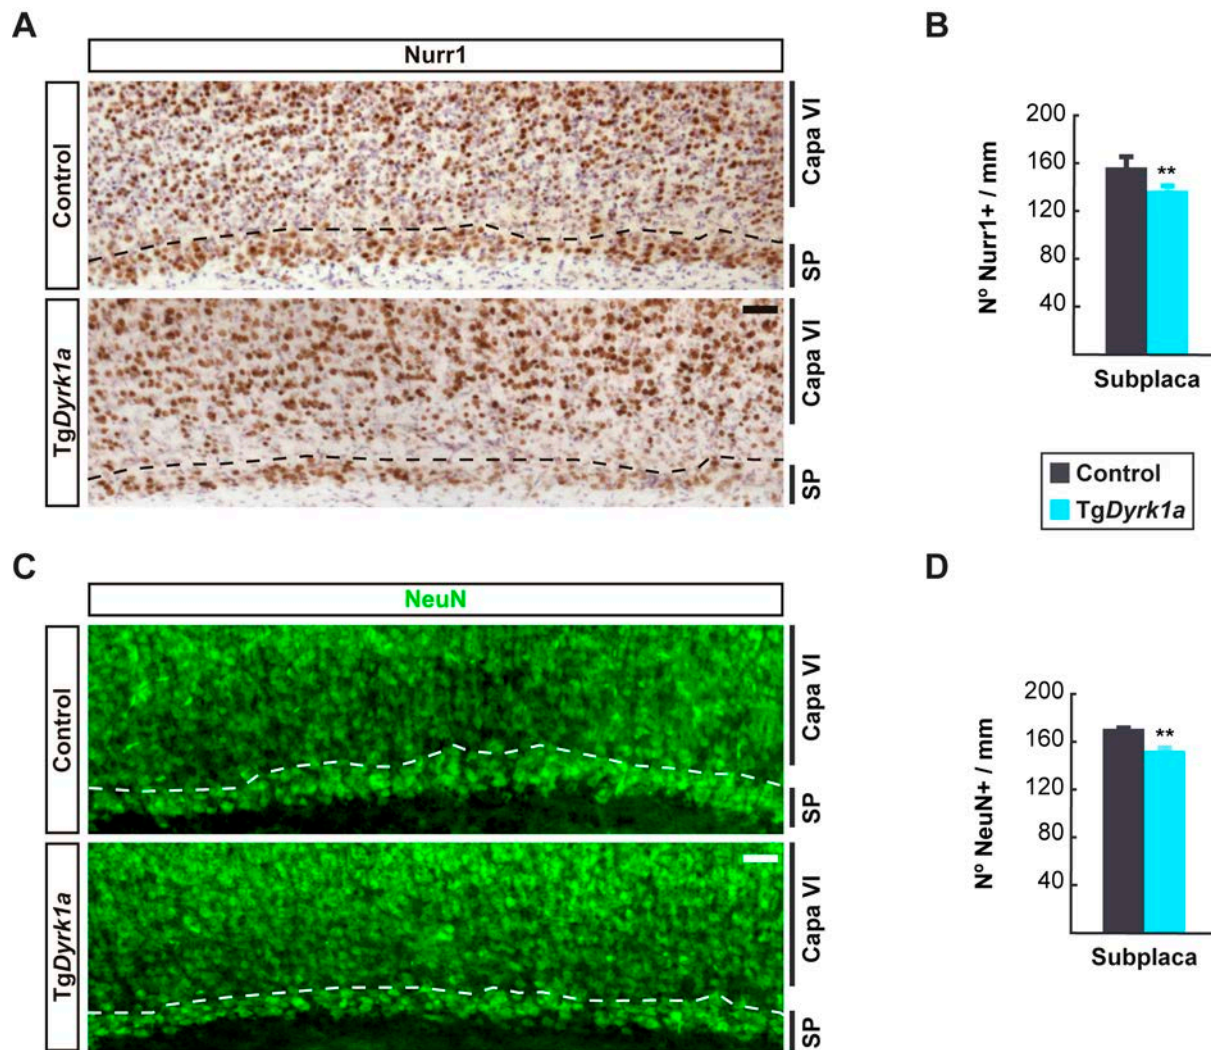 A
Nurr1
Control
Capa VI
SP
TgDyrk1a
Capa VI
SP
B
200
160
120
80
40
Nº Nurr1+ / mm
**
Subplaca
Control
TgDyrk1a
C
NeuN
Control
Capa VI
SP
TgDyrk1a
Capa VI
SP
D
200
160
120
80
40
Nº NeuN+ / mm
**
Subplaca